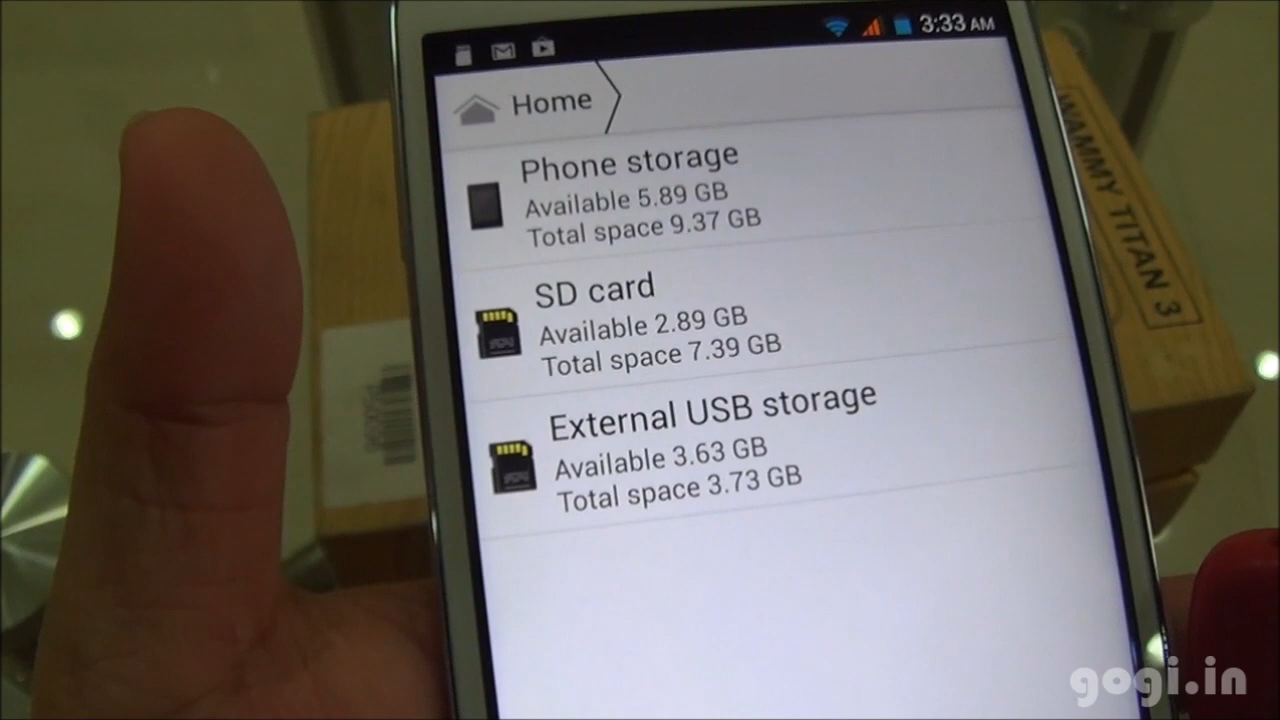 3:33 AM
Home
Phone storage
Available 5.89 GB
Total space 9.37 GB
SD card
Available 2.89 GB
Total space 7.39 GB
External USB storage
Available 3.63 GB
Total space 3.73 GB
WAMMY TITAN 3
gogi.in